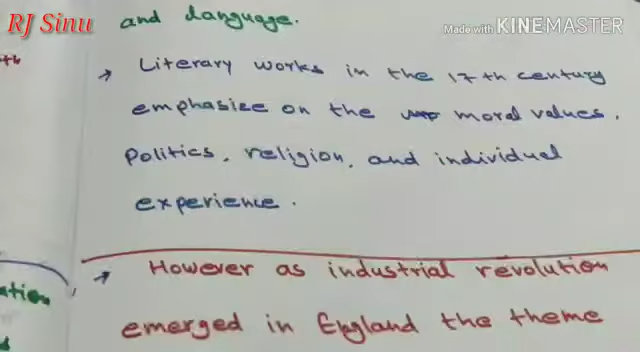 RJ Sinu
Made with KINEMASTER
and language.
→ Literary works in the 17th century
emphasize on the moral values,
politics, religion, and individual
experience.
→ However as industrial revolution
emerged in England the theme